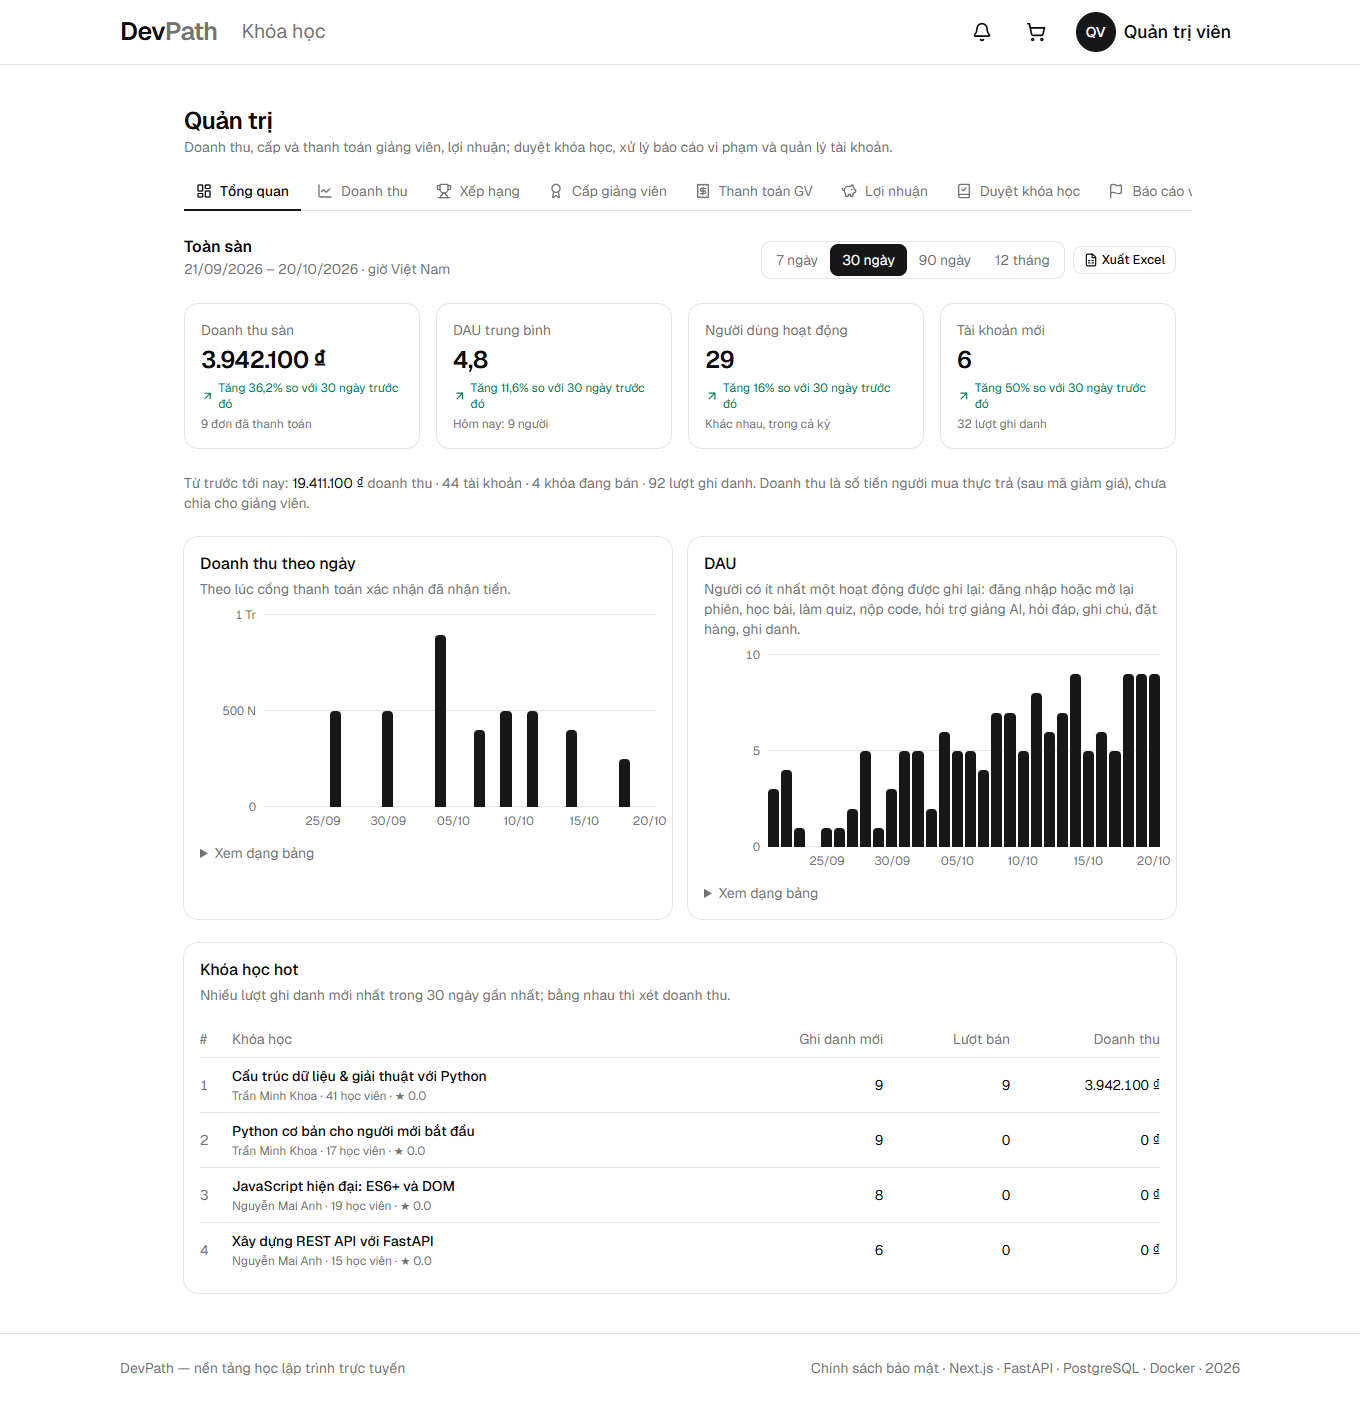 DevPath Khóa học QV Quản trị viên
Quản trị
Doanh thu, cấp và thanh toán giảng viên, lợi nhuận; duyệt khóa học, xử lý báo cáo vi phạm và quản lý tài khoản.
Tổng quan Doanh thu Xếp hạng Cấp giảng viên Thanh toán GV Lợi nhuận Duyệt khóa học Báo cáo
Toàn sàn
21/09/2026 – 20/10/2026 · giờ Việt Nam
7 ngày 30 ngày 90 ngày 12 tháng Xuất Excel
Doanh thu sàn
3.942.100 ₫
Tăng 36,2% so với 30 ngày trước
đó
9 đơn đã thanh toán
DAU trung bình
4,8
Tăng 11,6% so với 30 ngày trước
đó
Hôm nay: 9 người
Người dùng hoạt động
29
Tăng 16% so với 30 ngày trước
đó
Khác nhau, trong cả kỳ
Tài khoản mới
6
Tăng 50% so với 30 ngày trước
đó
32 lượt ghi danh
Từ trước tới nay: 19.411.100 ₫ doanh thu · 44 tài khoản · 4 khóa đang bán · 92 lượt ghi danh. Doanh thu là số tiền người mua thực trả (sau mã giảm giá), chưa
chia cho giảng viên.
Doanh thu theo ngày
Theo lúc cổng thanh toán xác nhận đã nhận tiền.
1 Tr
500 N
0
25/09 30/09 05/10 10/10 15/10 20/10
▶ Xem dạng bảng
DAU
Người có ít nhất một hoạt động được ghi lại: đăng nhập hoặc mở lại
phiên, học bài, làm quiz, nộp code, hỏi trợ giảng AI, hỏi đáp, ghi chú, đặt
hàng, ghi danh.
10
5
0
25/09 30/09 05/10 10/10 15/10 20/10
▶ Xem dạng bảng
Khóa học hot
Nhiều lượt ghi danh mới nhất trong 30 ngày gần nhất; bằng nhau thì xét doanh thu.
# Khóa học Ghi danh mới Lượt bán Doanh thu
1 Cấu trúc dữ liệu & giải thuật với Python 9 9 3.942.100 ₫
Trần Minh Khoa · 41 học viên · ★ 0.0
2 Python cơ bản cho người mới bắt đầu 9 0 0 ₫
Trần Minh Khoa · 17 học viên · ★ 0.0
3 JavaScript hiện đại: ES6+ và DOM 8 0 0 ₫
Nguyễn Mai Anh · 19 học viên · ★ 0.0
4 Xây dựng REST API với FastAPI 6 0 0 ₫
Nguyễn Mai Anh · 15 học viên · ★ 0.0
DevPath — nền tảng học lập trình trực tuyến
Chính sách bảo mật · Next.js · FastAPI · PostgreSQL · Docker · 2026